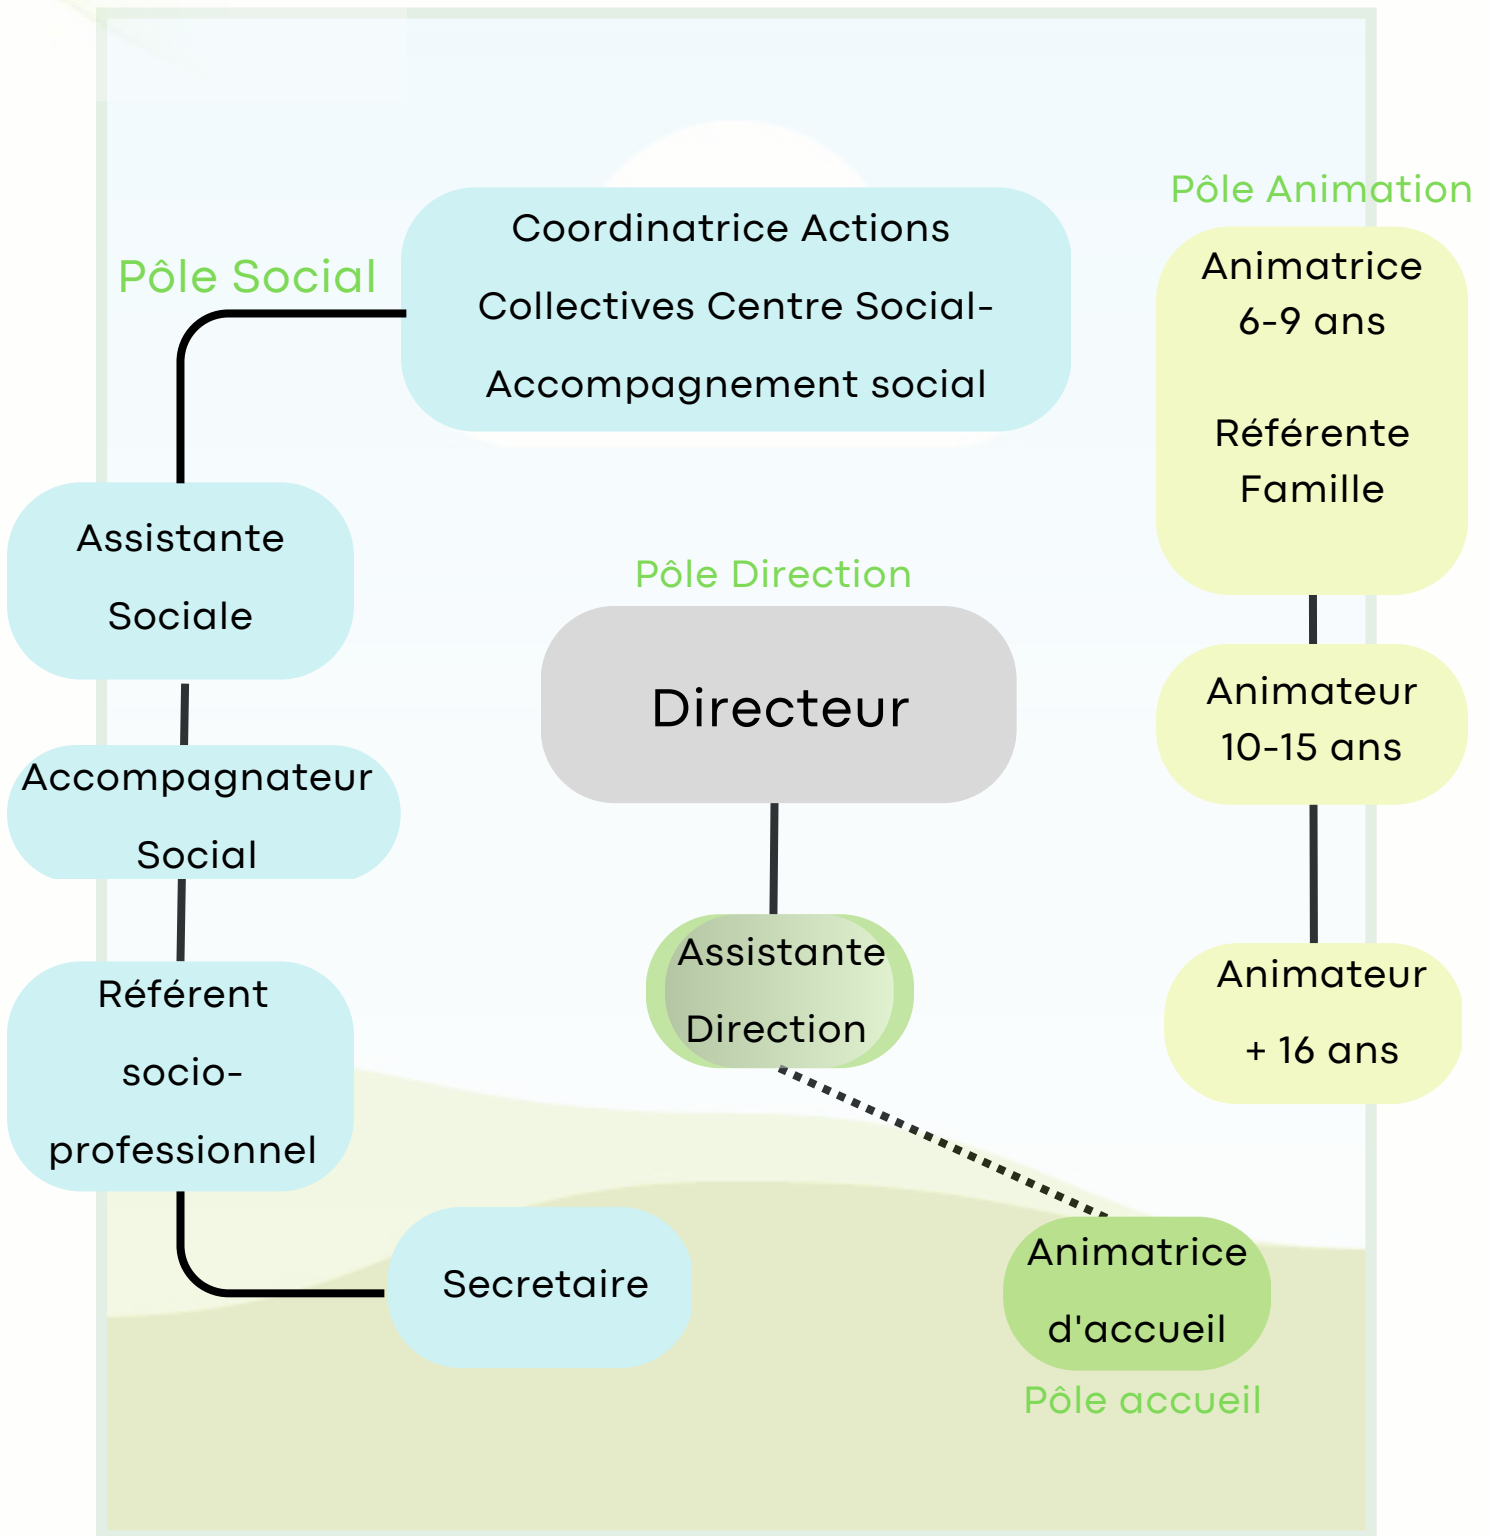 Pôle Social
Coordinatrice Actions
Collectives Centre Social-
Accompagnement social
Assistante
Sociale
Accompagnateur
Social
Référent
socio-
professionnel
Secretaire
Pôle Direction
Directeur
Assistante
Direction
Pôle Animation
Animatrice
6-9 ans
Référente
Famille
Animateur
10-15 ans
Animateur
+ 16 ans
Animatrice
d'accueil
Pôle accueil